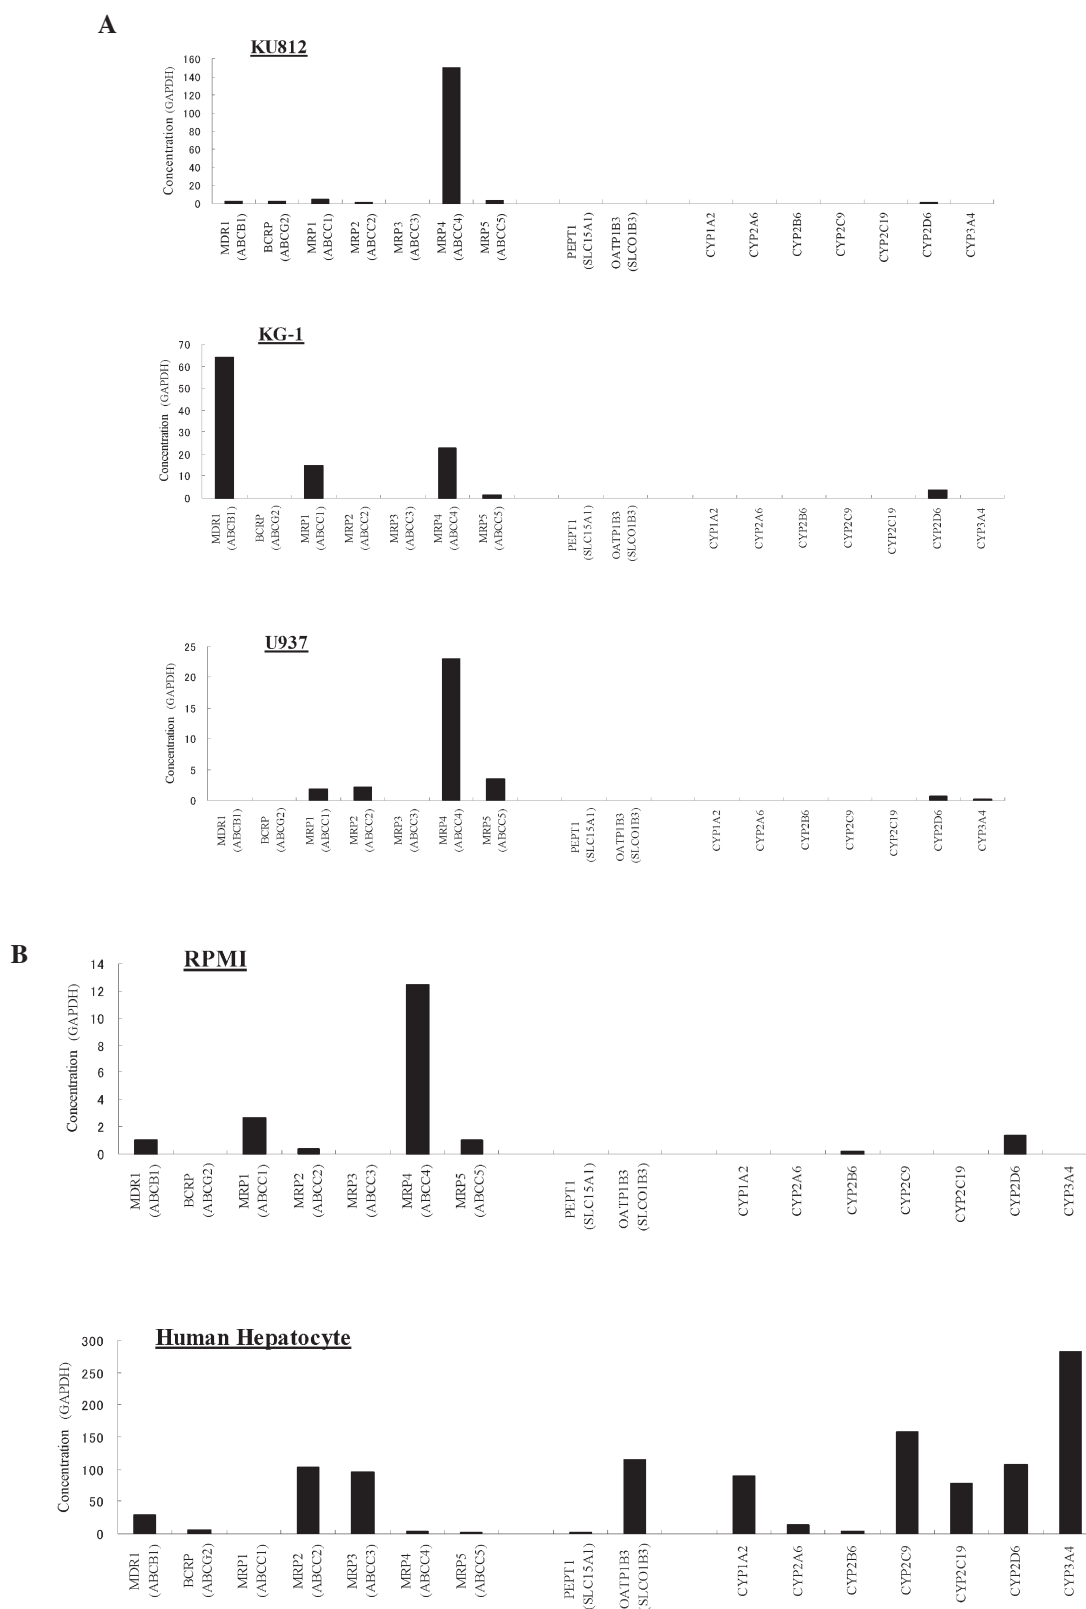 A
KU812
Concentration (GAPDH)
160
140
120
100
80
60
40
20
0
MDR1
(ABCB1)
BCRP
(ABCG2)
MRP1
(ABCC1)
MRP2
(ABCC2)
MRP3
(ABCC3)
MRP4
(ABCC4)
MRP5
(ABCC5)
PEPT1
(SLC15A1)
OATP1B3
(SLCO1B3)
CYP1A2
CYP2A6
CYP2B6
CYP2C9
CYP2C19
CYP2D6
CYP3A4
KG-1
Concentration (GAPDH)
70
60
50
40
30
20
10
0
MDR1
(ABCB1)
BCRP
(ABCG2)
MRP1
(ABCC1)
MRP2
(ABCC2)
MRP3
(ABCC3)
MRP4
(ABCC4)
MRP5
(ABCC5)
PEPT1
(SLC15A1)
OATP1B3
(SLCO1B3)
CYP1A2
CYP2A6
CYP2B6
CYP2C9
CYP2C19
CYP2D6
CYP3A4
U937
Concentration (GAPDH)
25
20
15
10
5
0
MDR1
(ABCB1)
BCRP
(ABCG2)
MRP1
(ABCC1)
MRP2
(ABCC2)
MRP3
(ABCC3)
MRP4
(ABCC4)
MRP5
(ABCC5)
PEPT1
(SLC15A1)
OATP1B3
(SLCO1B3)
CYP1A2
CYP2A6
CYP2B6
CYP2C9
CYP2C19
CYP2D6
CYP3A4
B
RPMI
Concentration (GAPDH)
14
12
10
8
6
4
2
0
MDR1
(ABCB1)
BCRP
(ABCG2)
MRP1
(ABCC1)
MRP2
(ABCC2)
MRP3
(ABCC3)
MRP4
(ABCC4)
MRP5
(ABCC5)
PEPT1
(SLC15A1)
OATP1B3
(SLCO1B3)
CYP1A2
CYP2A6
CYP2B6
CYP2C9
CYP2C19
CYP2D6
CYP3A4
Human Hepatocyte
Concentration (GAPDH)
300
250
200
150
100
50
0
MDR1
(ABCB1)
BCRP
(ABCG2)
MRP1
(ABCC1)
MRP2
(ABCC2)
MRP3
(ABCC3)
MRP4
(ABCC4)
MRP5
(ABCC5)
PEPT1
(SLC15A1)
OATP1B3
(SLCO1B3)
CYP1A2
CYP2A6
CYP2B6
CYP2C9
CYP2C19
CYP2D6
CYP3A4